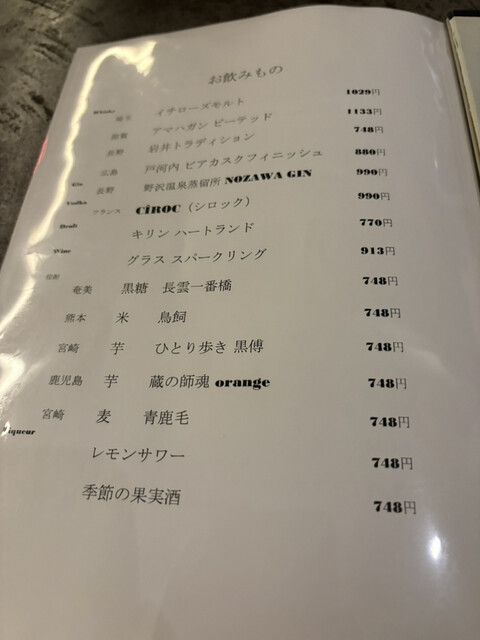 お飲みもの
Whisky
埼玉 イチローズモルト 1029円
滋賀 アマハガン ピーテッド 1133円
長野 岩井トラディション 748円
広島 戸河内 ピアカスクフィニッシュ 880円
Gin
長野 野沢温泉蒸留所 NOZAWA GIN 990円
Vodka
フランス CîROC（シロック） 990円
Draft
キリン ハートランド 770円
Wine
グラス スパークリング 913円
焼酎
奄美 黒糖 長雲一番橋 748円
熊本 米 鳥飼 748円
宮崎 芋 ひとり歩き 黒傅 748円
鹿児島 芋 蔵の師魂 orange 748円
宮崎 麦 青鹿毛 748円
Liqueur
レモンサワー 748円
季節の果実酒 748円